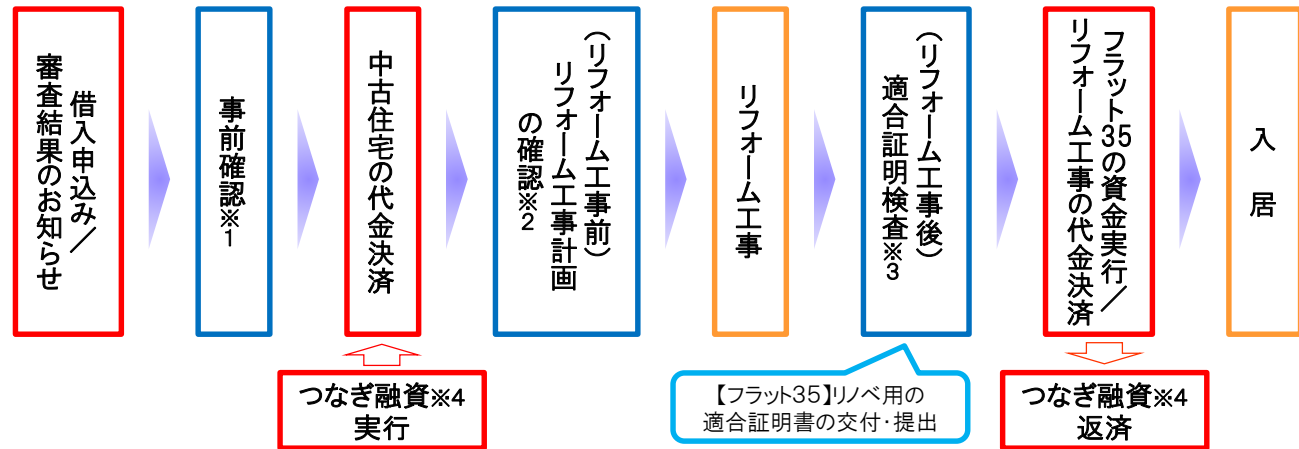 借入申込み／
審査結果のお知らせ
事前確認※1
中古住宅の代金決済
（リフォーム工事前）
リフォーム工事計画
の確認※2
リフォーム工事
（リフォーム工事後）
適合証明検査※3
フラット35の資金実行／
リフォーム工事の代金決済
入居
つなぎ融資※4
実行
【フラット35】リノベ用の
適合証明書の交付・提出
つなぎ融資※4
返済